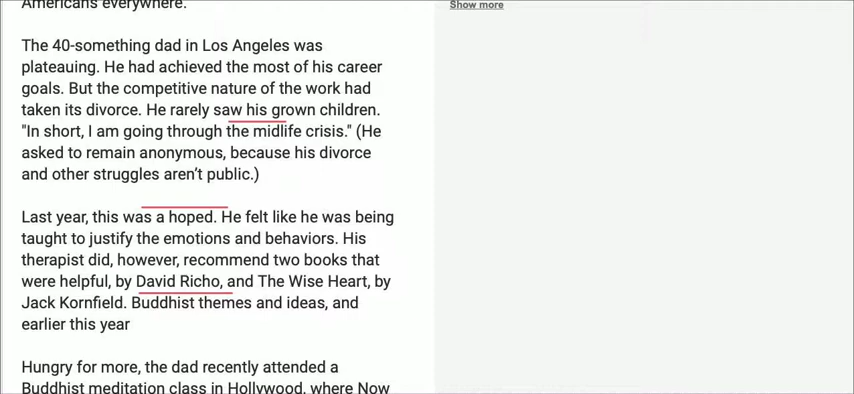 Americans everywhere.
Show more
The 40-something dad in Los Angeles was
plateauing. He had achieved the most of his career
goals. But the competitive nature of the work had
taken its divorce. He rarely saw his grown children.
"In short, I am going through the midlife crisis." (He
asked to remain anonymous, because his divorce
and other struggles aren't public.)
Last year, this was a hoped. He felt like he was being
taught to justify the emotions and behaviors. His
therapist did, however, recommend two books that
were helpful, by David Richo, and The Wise Heart, by
Jack Kornfield. Buddhist themes and ideas, and
earlier this year
Hungry for more, the dad recently attended a
Buddhist meditation class in Hollywood, where Now